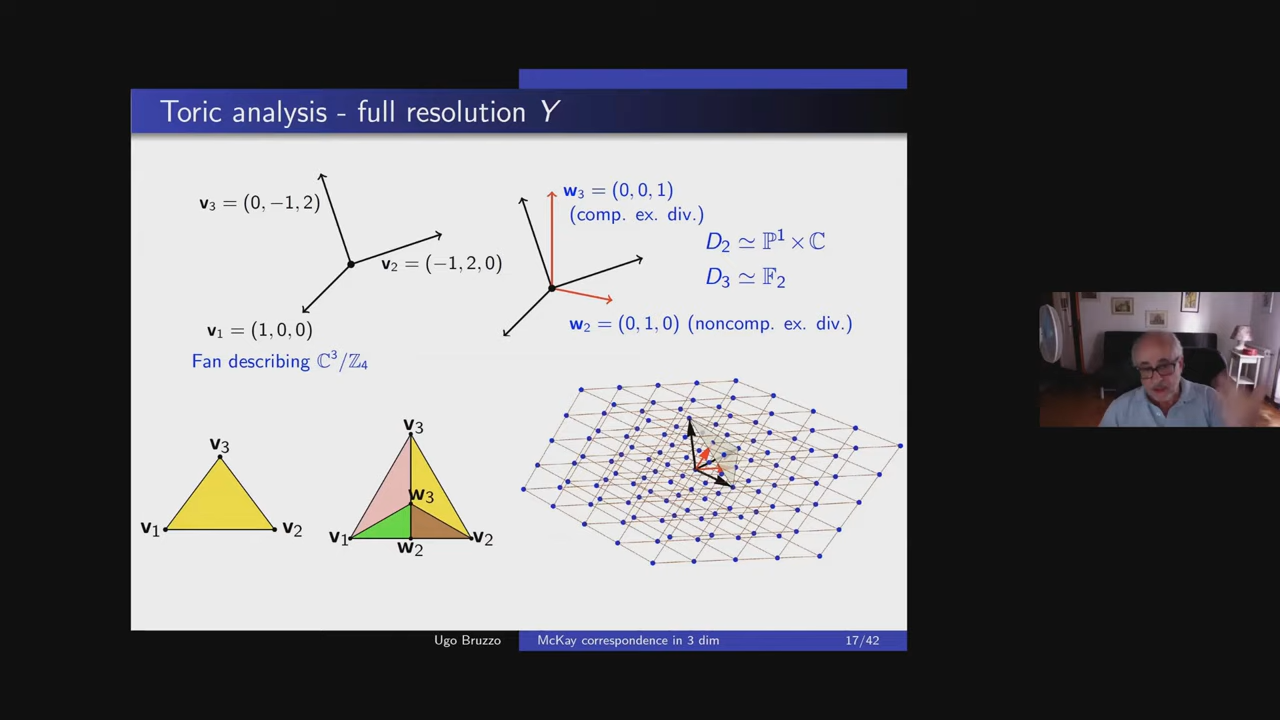 Toric analysis - full resolution Y
v₃ = (0, −1, 2)
v₂ = (−1, 2, 0)
v₁ = (1, 0, 0)
Fan describing ℂ³/ℤ₄
w₃ = (0, 0, 1)
(comp. ex. div.)
D₂ ≃ ℙ¹ × ℂ
D₃ ≃ 𝔽₂
w₂ = (0, 1, 0) (noncomp. ex. div.)
v₃
v₁
v₂
v₃
w₃
v₁
w₂
v₂
Ugo Bruzzo
McKay correspondence in 3 dim
17/42